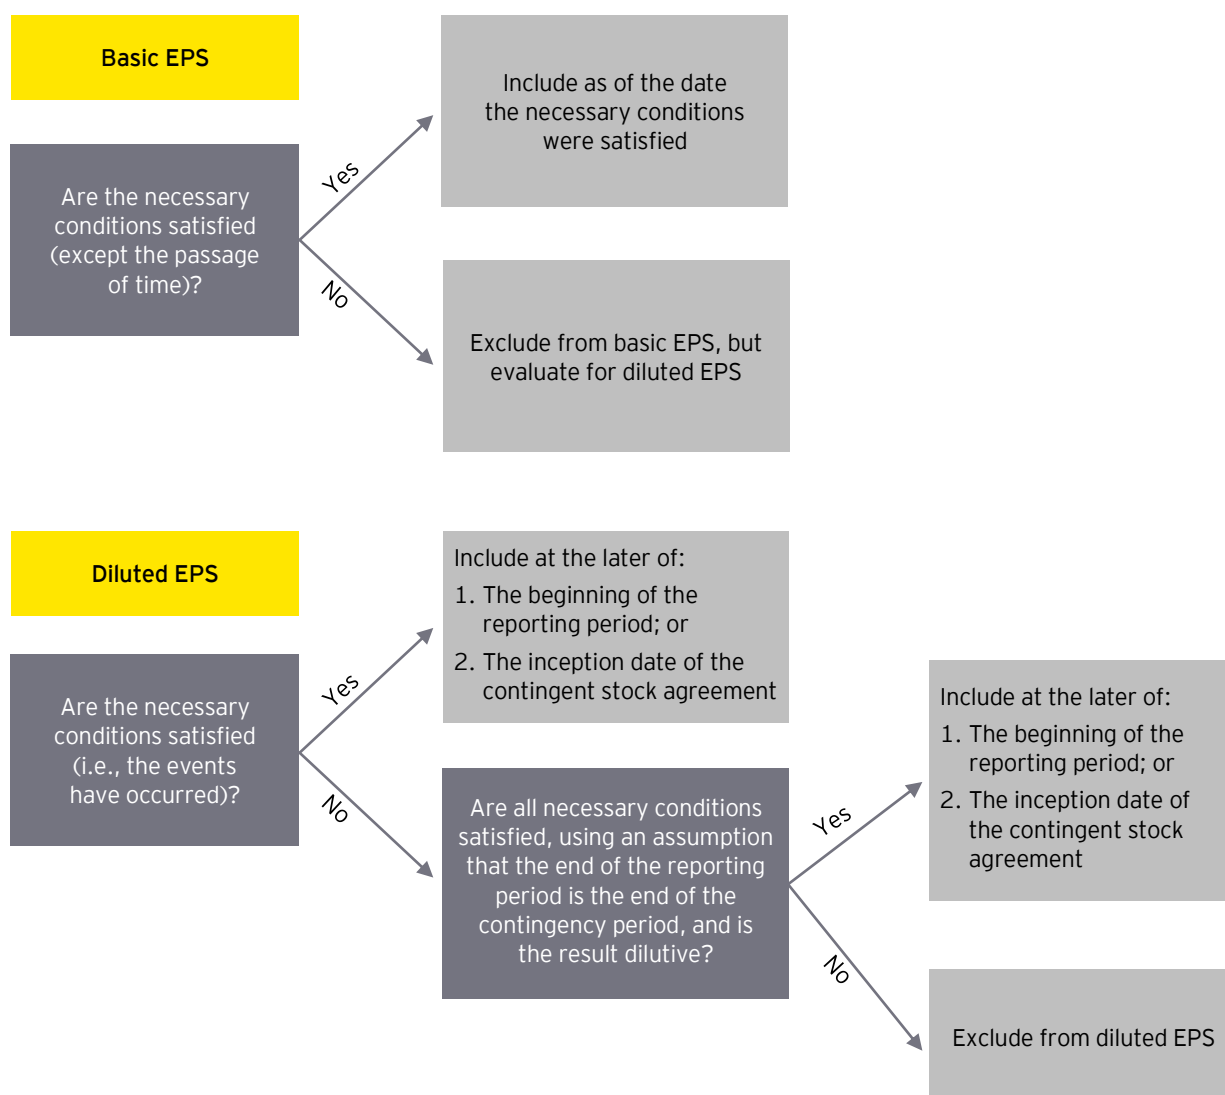 Basic EPS
Are the necessary
conditions satisfied
(except the passage
of time)?
Yes
No
Include as of the date
the necessary conditions
were satisfied
Exclude from basic EPS, but
evaluate for diluted EPS
Diluted EPS
Are the necessary
conditions satisfied
(i.e., the events
have occurred)?
Yes
No
Include at the later of:
1. The beginning of the
reporting period; or
2. The inception date of the
contingent stock agreement
Are all necessary conditions
satisfied, using an assumption
that the end of the reporting
period is the end of the
contingency period, and is
the result dilutive?
Yes
No
Include at the later of:
1. The beginning of the
reporting period; or
2. The inception date of
the contingent stock
agreement
Exclude from diluted EPS